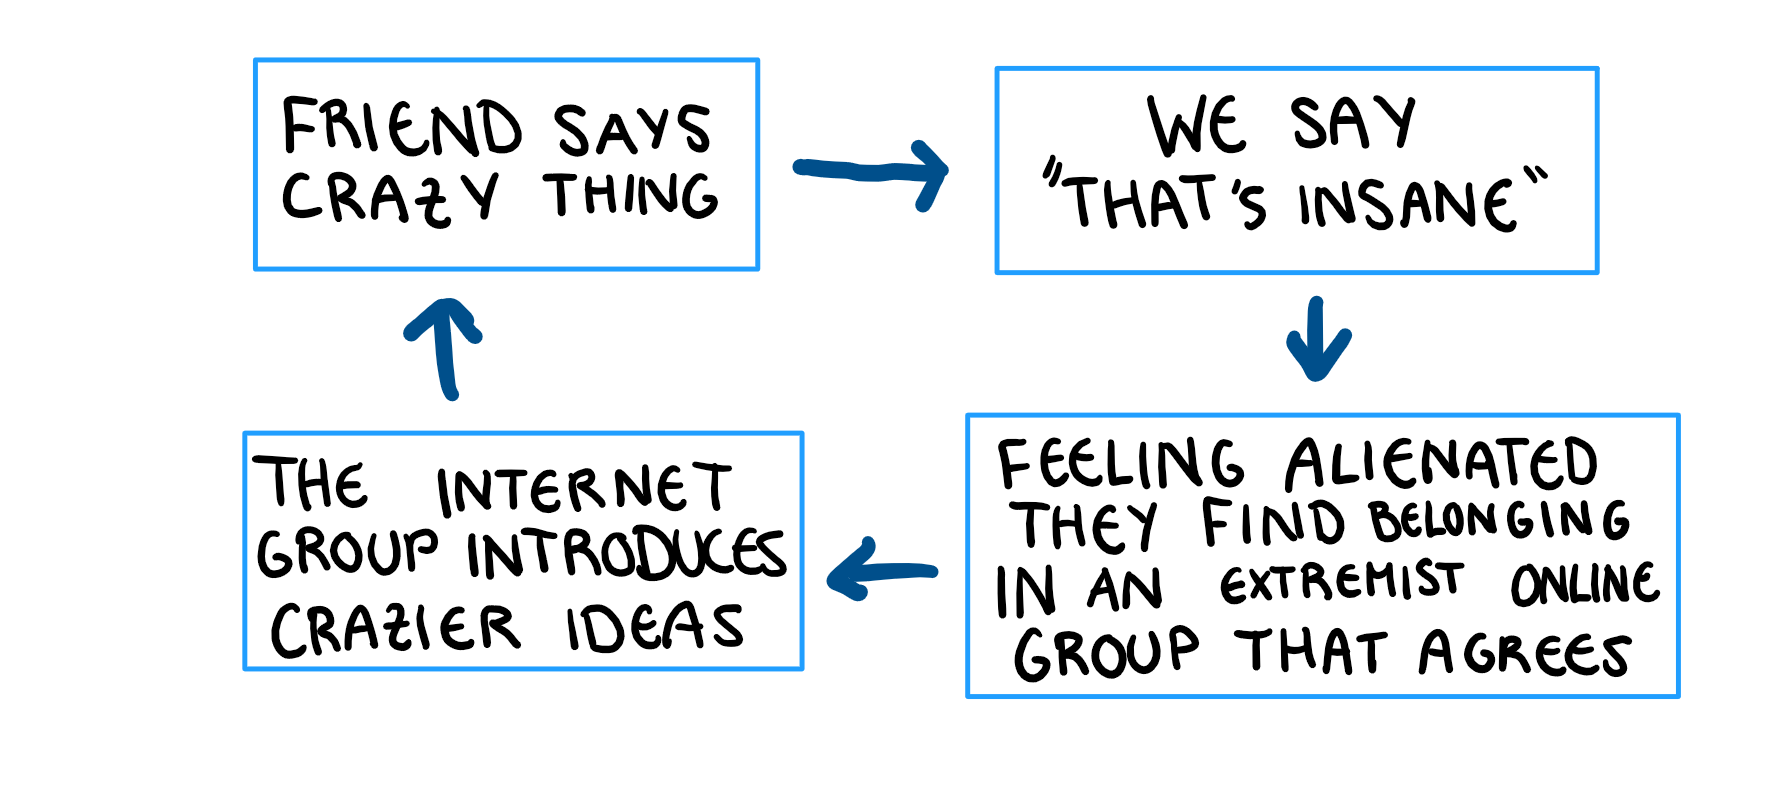 FRIEND SAYS
CRAZY THING
WE SAY
"THAT'S INSANE"
FEELING ALIENATED
THEY FIND BELONGING
IN AN EXTREMIST ONLINE
GROUP THAT AGREES
THE INTERNET
GROUP INTRODUCES
CRAZIER IDEAS